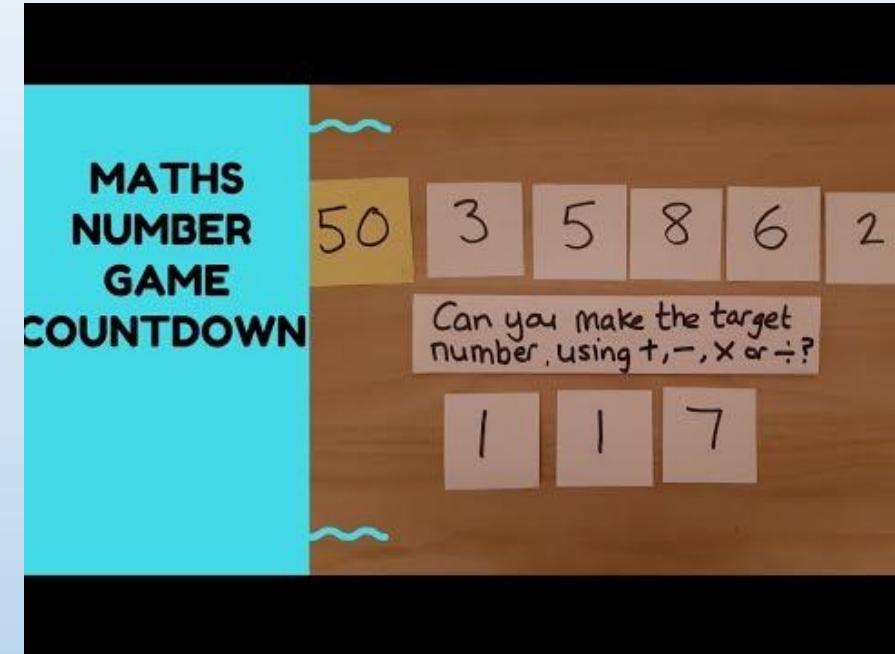 MATHS
NUMBER
GAME
COUNTDOWN
50 3 5 8 6 2
Can you make the target
number, using +, -, × or ÷?
1 1 7